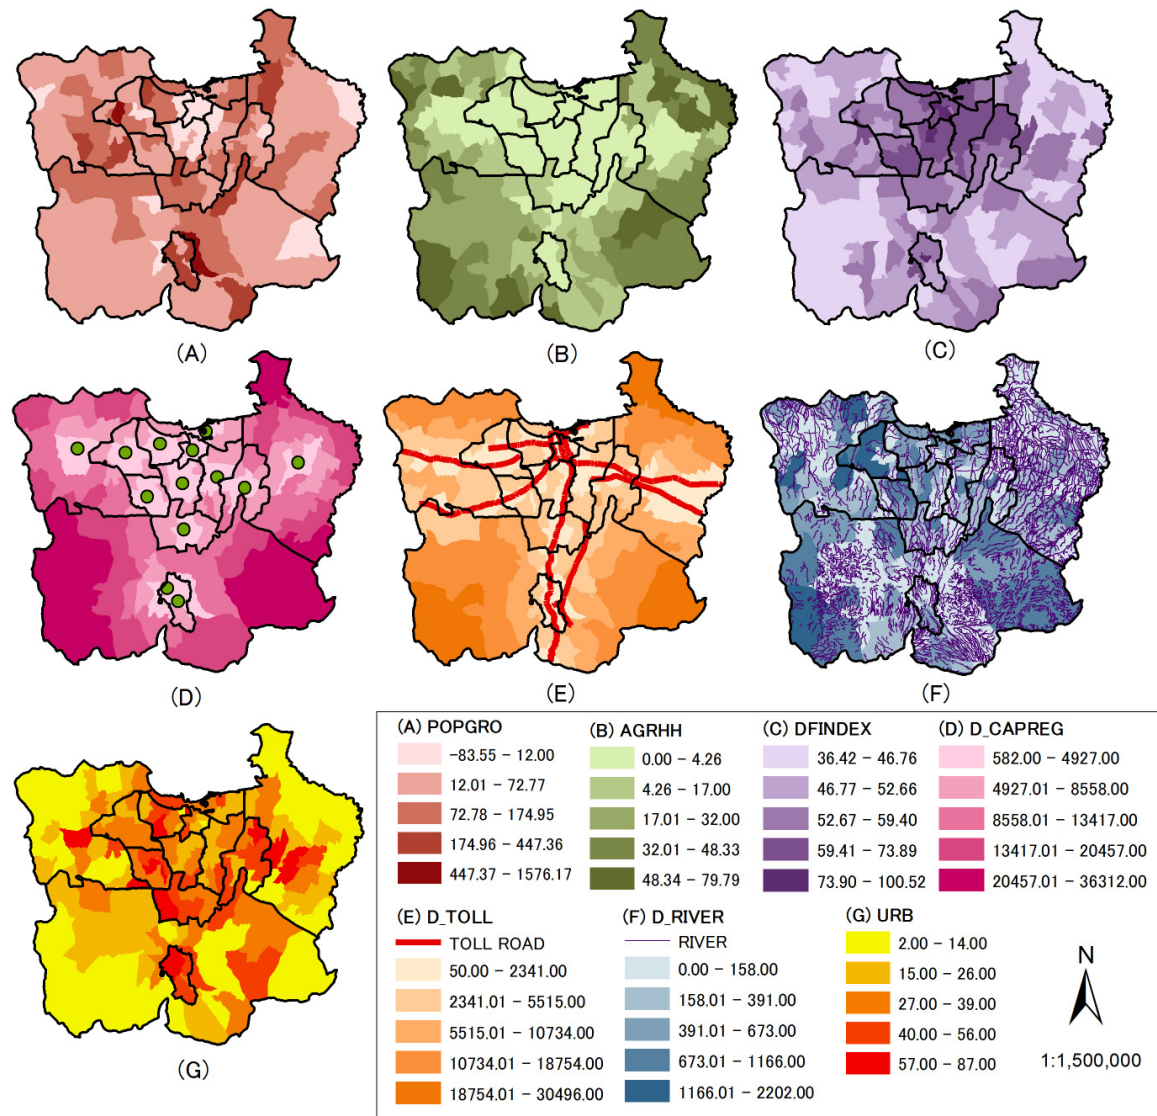 (A)
(B)
(C)
(D)
(E)
(F)
(G)
(A) POPGRO
-83.55 - 12.00
12.01 - 72.77
72.78 - 174.95
174.96 - 447.36
447.37 - 1576.17
(B) AGRHH
0.00 - 4.26
4.26 - 17.00
17.01 - 32.00
32.01 - 48.33
48.34 - 79.79
(C) DFINDEX
36.42 - 46.76
46.77 - 52.66
52.67 - 59.40
59.41 - 73.89
73.90 - 100.52
(D) D_CAPREG
582.00 - 4927.00
4927.01 - 8558.00
8558.01 - 13417.00
13417.01 - 20457.00
20457.01 - 36312.00
(E) D_TOLL
TOLL ROAD
50.00 - 2341.00
2341.01 - 5515.00
5515.01 - 10734.00
10734.01 - 18754.00
18754.01 - 30496.00
(F) D_RIVER
RIVER
0.00 - 158.00
158.01 - 391.00
391.01 - 673.00
673.01 - 1166.00
1166.01 - 2202.00
(G) URB
2.00 - 14.00
15.00 - 26.00
27.00 - 39.00
40.00 - 56.00
57.00 - 87.00
N
1:1,500,000